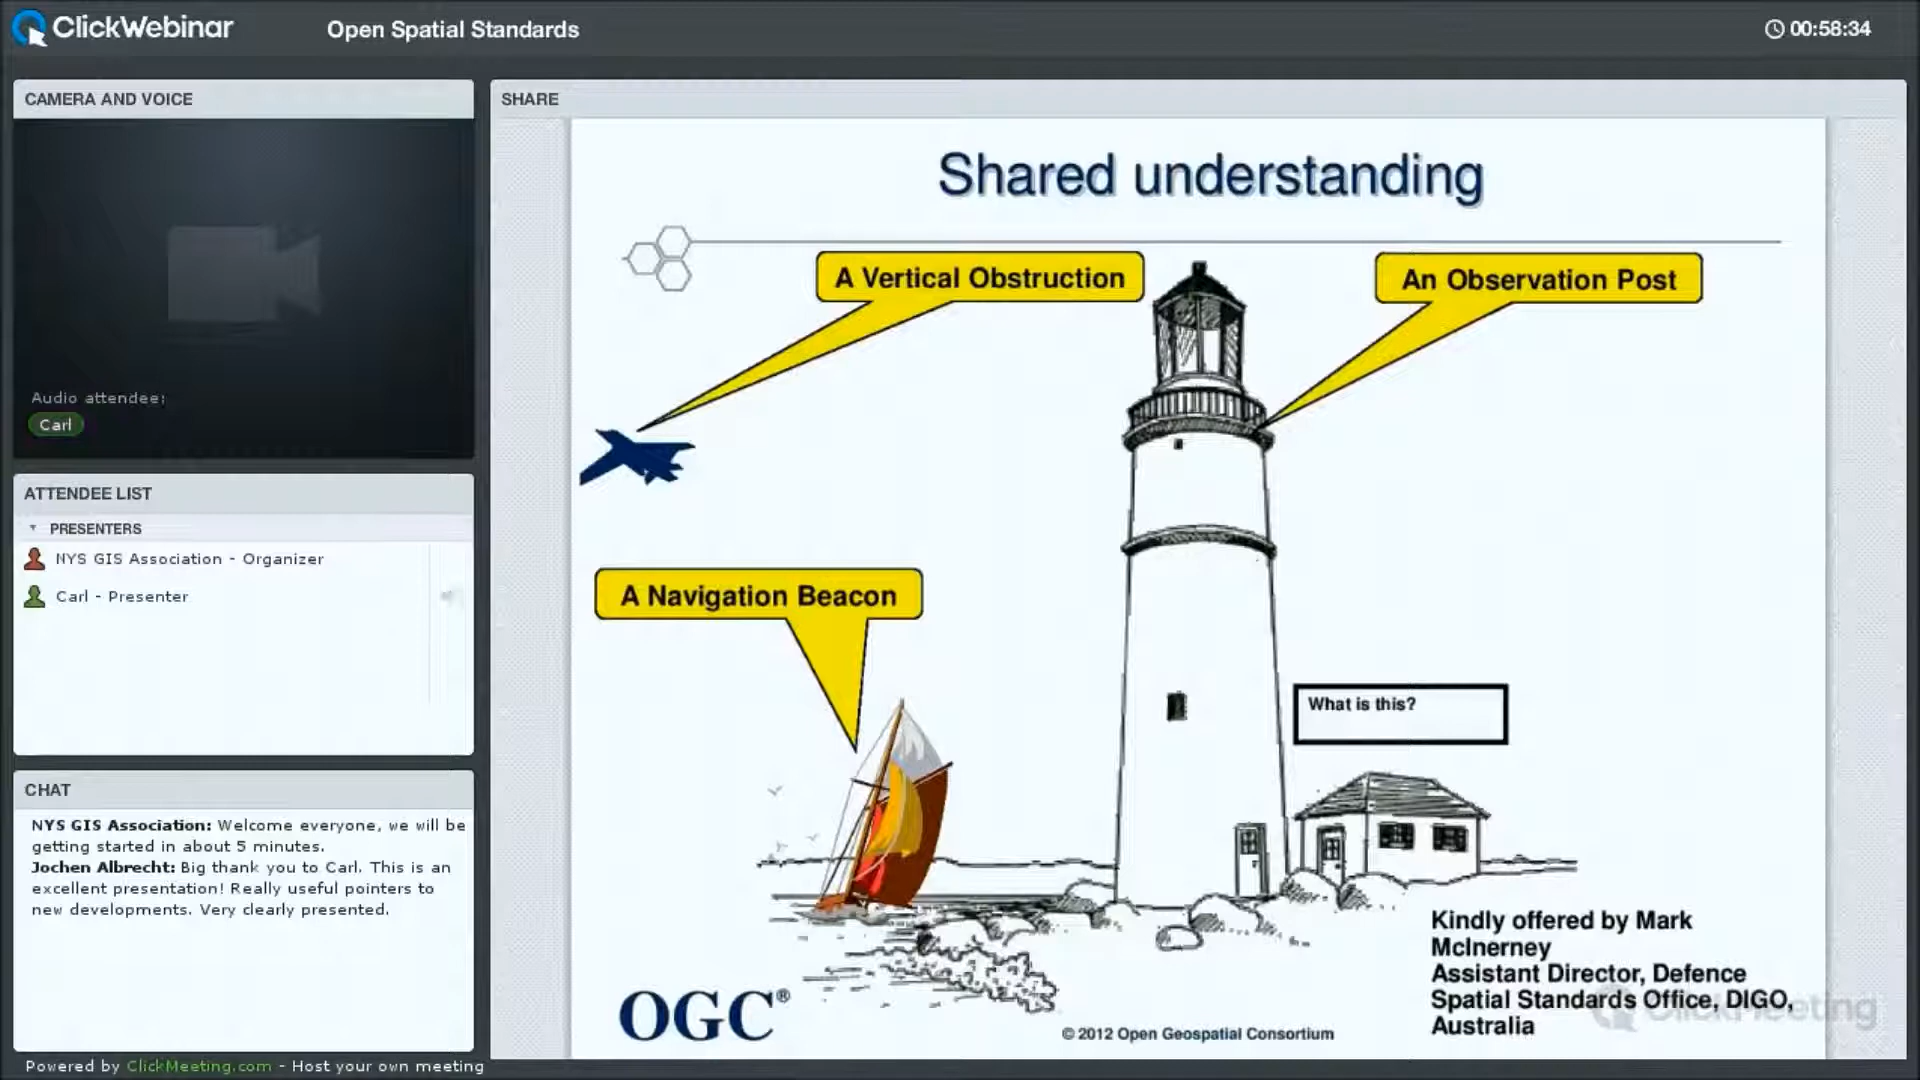 ClickWebinar
Open Spatial Standards
00:58:34
CAMERA AND VOICE
Audio attendee:
Carl
ATTENDEE LIST
PRESENTERS
NYS GIS Association - Organizer
Carl - Presenter
CHAT
NYS GIS Association: Welcome everyone, we will be
getting started in about 5 minutes.
Jochen Albrecht: Big thank you to Carl. This is an
excellent presentation! Really useful pointers to
new developments. Very clearly presented.
Powered by ClickMeeting.com - Host your own meeting
SHARE
Shared understanding
A Vertical Obstruction
An Observation Post
A Navigation Beacon
What is this?
Kindly offered by Mark
McInerney
Assistant Director, Defence
Spatial Standards Office, DIGO,
Australia
OGC®
© 2012 Open Geospatial Consortium
ClickMeeting